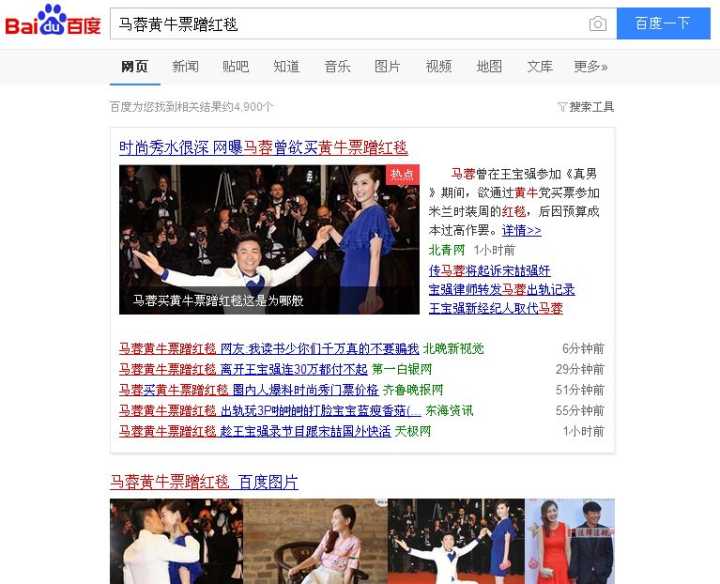 Bai du 百度
马蓉黄牛票蹭红毯
百度一下
网页 新闻 贴吧 知道 音乐 图片 视频 地图 文库 更多»
百度为您找到相关结果约4,900个
搜索工具
时尚秀水很深 网曝马蓉曾欲买黄牛票蹭红毯
热点
马蓉买黄牛票蹭红毯这是为哪般
马蓉曾在王宝强参加《真男
》期间，欲通过黄牛党买票参加
米兰时装周的红毯，后因预算成
本过高作罢。详情>>
北青网 1小时前
传马蓉将起诉宋喆强奸
宝强律师转发马蓉出轨记录
王宝强新经纪人取代马蓉
马蓉黄牛票蹭红毯 网友 我读书少你们千万真的不要骗我 北晚新视觉 6分钟前
马蓉黄牛票蹭红毯 离开王宝强连30万都付不起 第一白银网 29分钟前
马蓉买黄牛票蹭红毯 圈内人爆料时尚秀门票价格 齐鲁晚报网 51分钟前
马蓉黄牛票蹭红毯 出轨玩3P啪啪啪打脸宝宝蓝瘦香菇(... 东海资讯 55分钟前
马蓉黄牛票蹭红毯 趁王宝强录节目跟宋喆国外快活 天极网 1小时前
马蓉黄牛票蹭红毯 百度图片